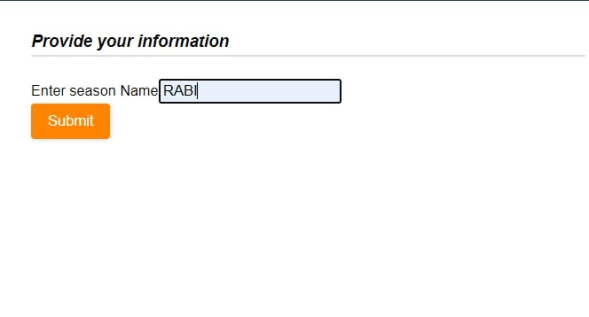 Provide your information
Enter season Name RABI
Submit